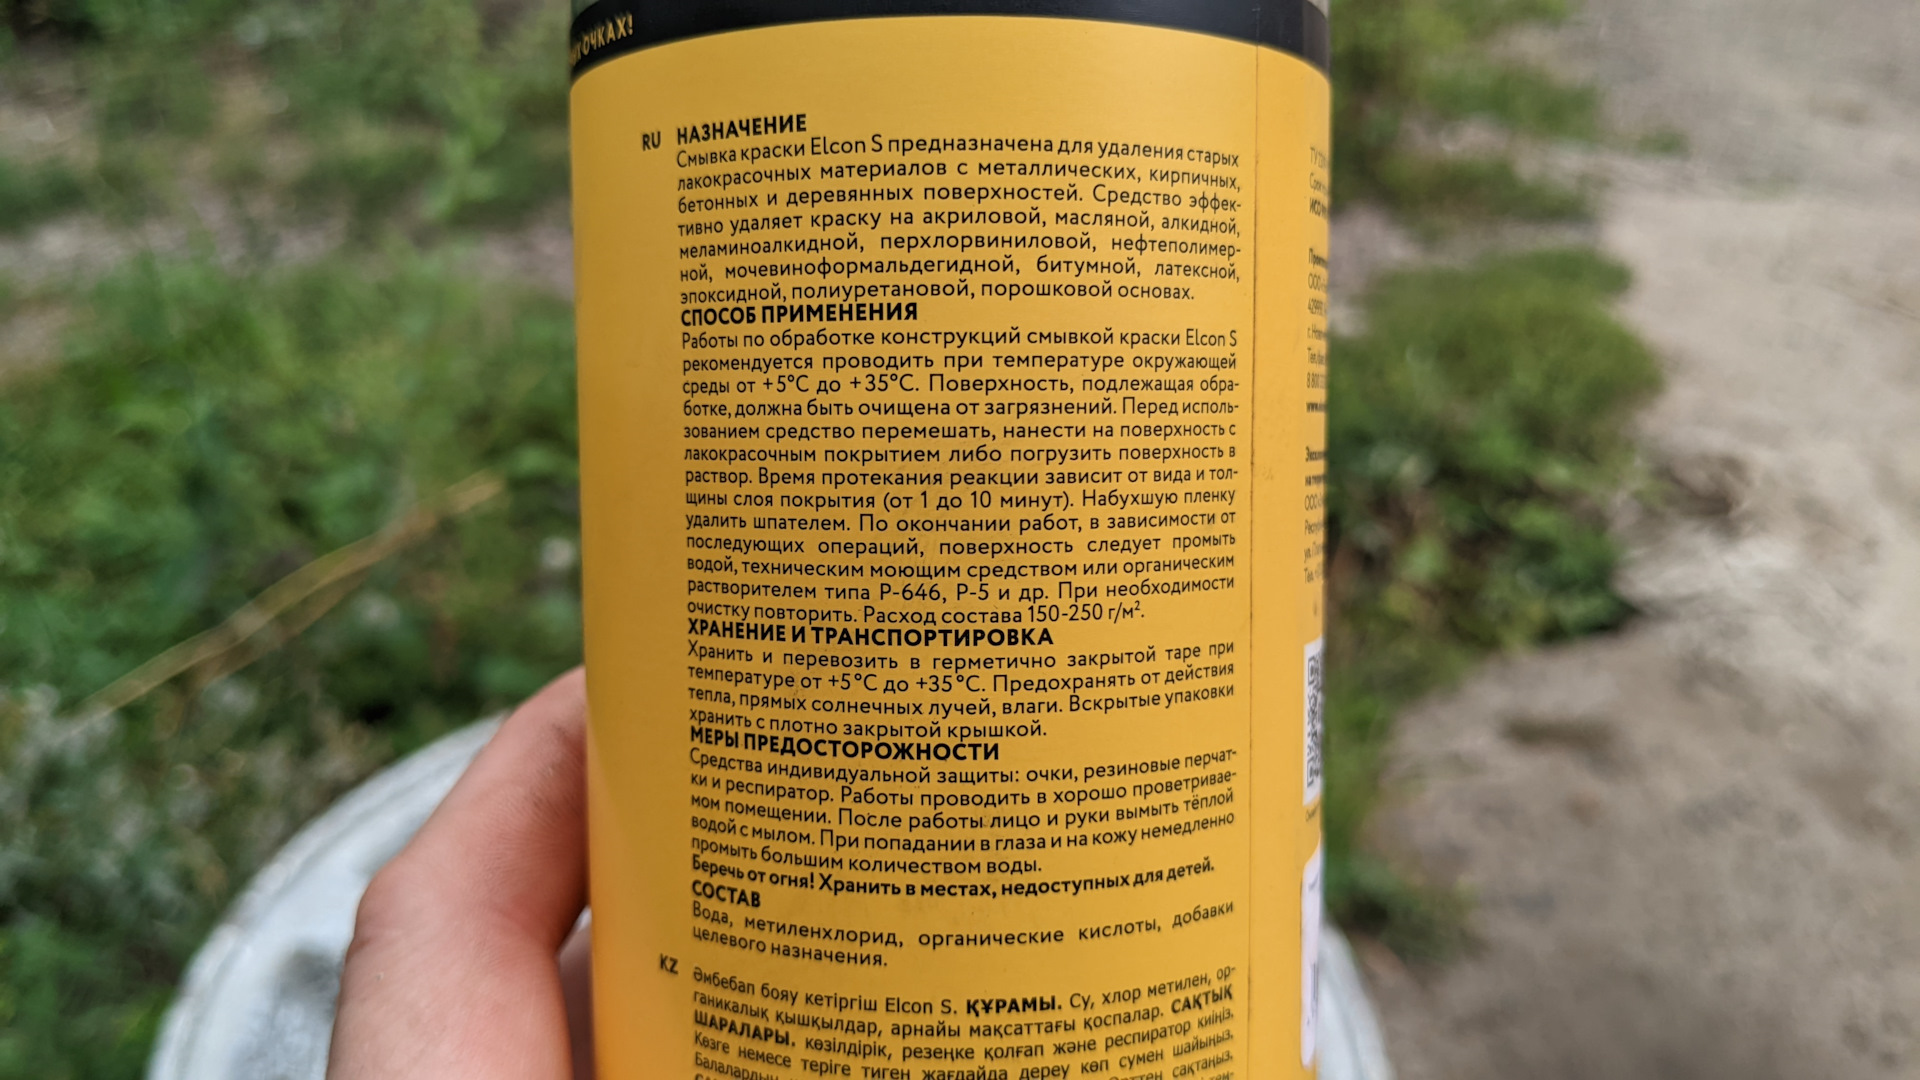 ОЧКАХ!
RU НАЗНАЧЕНИЕ
Смывка краски Elcon S предназначена для удаления старых
лакокрасочных материалов с металлических, кирпичных,
бетонных и деревянных поверхностей. Средство эффек-
тивно удаляет краску на акриловой, масляной, алкидной,
меламиноалкидной, перхлорвиниловой, нефтеполимер-
ной, мочевиноформальдегидной, битумной, латексной,
эпоксидной, полиуретановой, порошковой основах.
СПОСОБ ПРИМЕНЕНИЯ
Работы по обработке конструкций смывкой краски Elcon S
рекомендуется проводить при температуре окружающей
среды от +5°С до +35°С. Поверхность, подлежащая обра-
ботке, должна быть очищена от загрязнений. Перед исполь-
зованием средство перемешать, нанести на поверхность с
лакокрасочным покрытием либо погрузить поверхность в
раствор. Время протекания реакции зависит от вида и тол-
щины слоя покрытия (от 1 до 10 минут). Набухшую пленку
удалить шпателем. По окончании работ, в зависимости от
последующих операций, поверхность следует промыть
водой, техническим моющим средством или органическим
растворителем типа Р-646, Р-5 и др. При необходимости
очистку повторить. Расход состава 150-250 г/м².
ХРАНЕНИЕ И ТРАНСПОРТИРОВКА
Хранить и перевозить в герметично закрытой таре при
температуре от +5°С до +35°С. Предохранять от действия
тепла, прямых солнечных лучей, влаги. Вскрытые упаковки
хранить с плотно закрытой крышкой.
МЕРЫ ПРЕДОСТОРОЖНОСТИ
Средства индивидуальной защиты: очки, резиновые перчат-
ки и респиратор. Работы проводить в хорошо проветривае-
мом помещении. После работы лицо и руки вымыть тёплой
водой с мылом. При попадании в глаза и на кожу немедленно
промыть большим количеством воды.
Беречь от огня! Хранить в местах, недоступных для детей.
СОСТАВ
Вода, метиленхлорид, органические кислоты, добавки
целевого назначения.
KZ Әмбебап бояу кетіргіш Elcon S. ҚҰРАМЫ. Су, хлор метилен, ор-
ганикалық қышқылдар, арнайы мақсаттағы қоспалар. САҚТЫҚ
ШАРАЛАРЫ. көзілдірік, резеңке қолғап және респиратор киіңіз.
Көзге немесе теріге тиген жағдайда дереу көп сумен шайыңыз.
сақтаңыз.